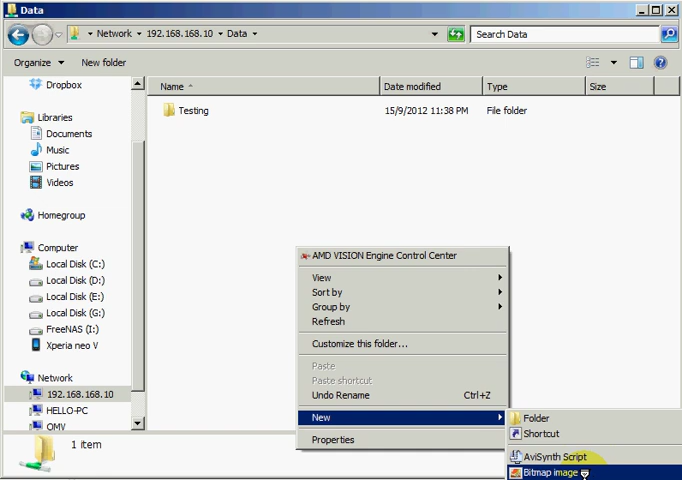 Data
Network 192.168.168.10 Data
Search Data
Organize New folder
Name Date modified Type Size
Testing 15/9/2012 11:38 PM File folder
Dropbox
Libraries
Documents
Music
Pictures
Videos
Homegroup
Computer
Local Disk (C:)
Local Disk (D:)
Local Disk (E:)
Local Disk (G:)
FreeNAS (I:)
Xperia neo V
Network
192.168.168.10
HELLO-PC
OMV
1 item
AMD VISION Engine Control Center
View
Sort by
Group by
Refresh
Customize this folder...
Paste
Paste shortcut
Undo Rename Ctrl+Z
New
Properties
Folder
Shortcut
AviSynth Script
Bitmap image